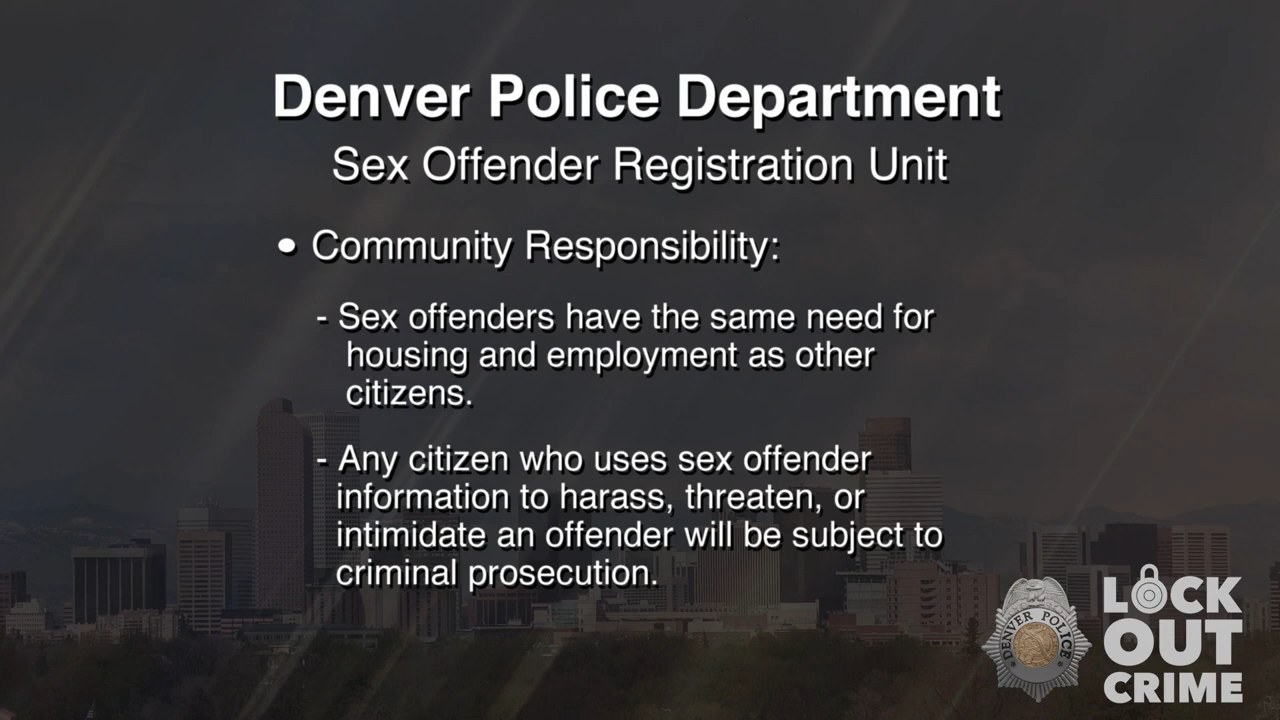 Denver Police Department
Sex Offender Registration Unit
• Community Responsibility:
- Sex offenders have the same need for
housing and employment as other
citizens.
- Any citizen who uses sex offender
information to harass, threaten, or
intimidate an offender will be subject to
criminal prosecution.
DENVER POLICE
LOCK
OUT
CRIME